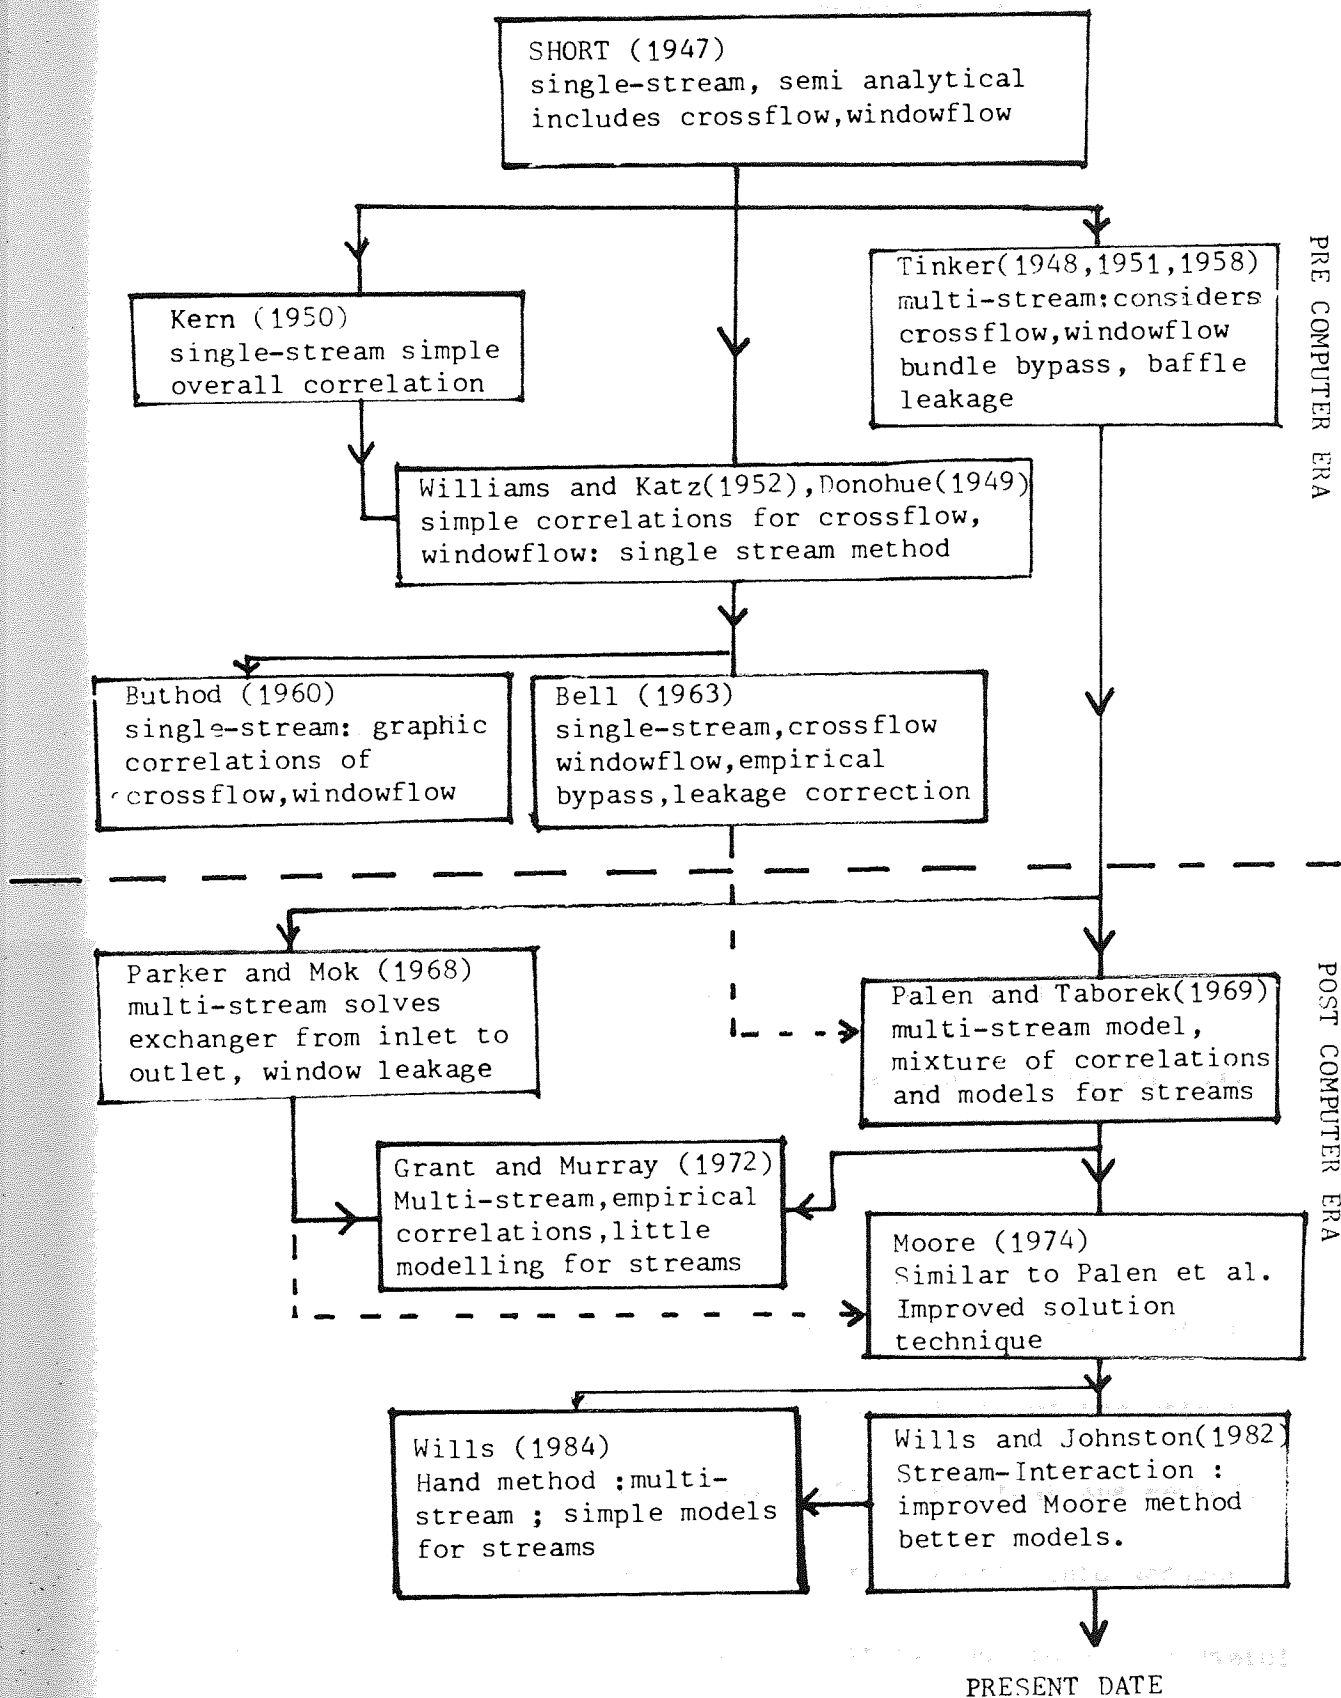 SHORT (1947)
single-stream, semi analytical
includes crossflow,windowflow
Kern (1950)
single-stream simple
overall correlation
Tinker(1948,1951,1958)
multi-stream:considers
crossflow,windowflow
bundle bypass, baffle
leakage
PRE COMPUTER ERA
Williams and Katz(1952),Donohue(1949)
simple correlations for crossflow,
windowflow: single stream method
Buthod (1960)
single-stream: graphic
correlations of
crossflow,windowflow
Bell (1963)
single-stream,crossflow
windowflow,empirical
bypass,leakage correction
Parker and Mok (1968)
multi-stream solves
exchanger from inlet to
outlet, window leakage
Palen and Taborek(1969)
multi-stream model,
mixture of correlations
and models for streams
POST COMPUTER ERA
Grant and Murray (1972)
Multi-stream,empirical
correlations,little
modelling for streams
Moore (1974)
Similar to Palen et al.
Improved solution
technique
Wills (1984)
Hand method :multi-
stream ; simple models
for streams
Wills and Johnston(1982)
Stream-Interaction :
improved Moore method
better models.
PRESENT DATE